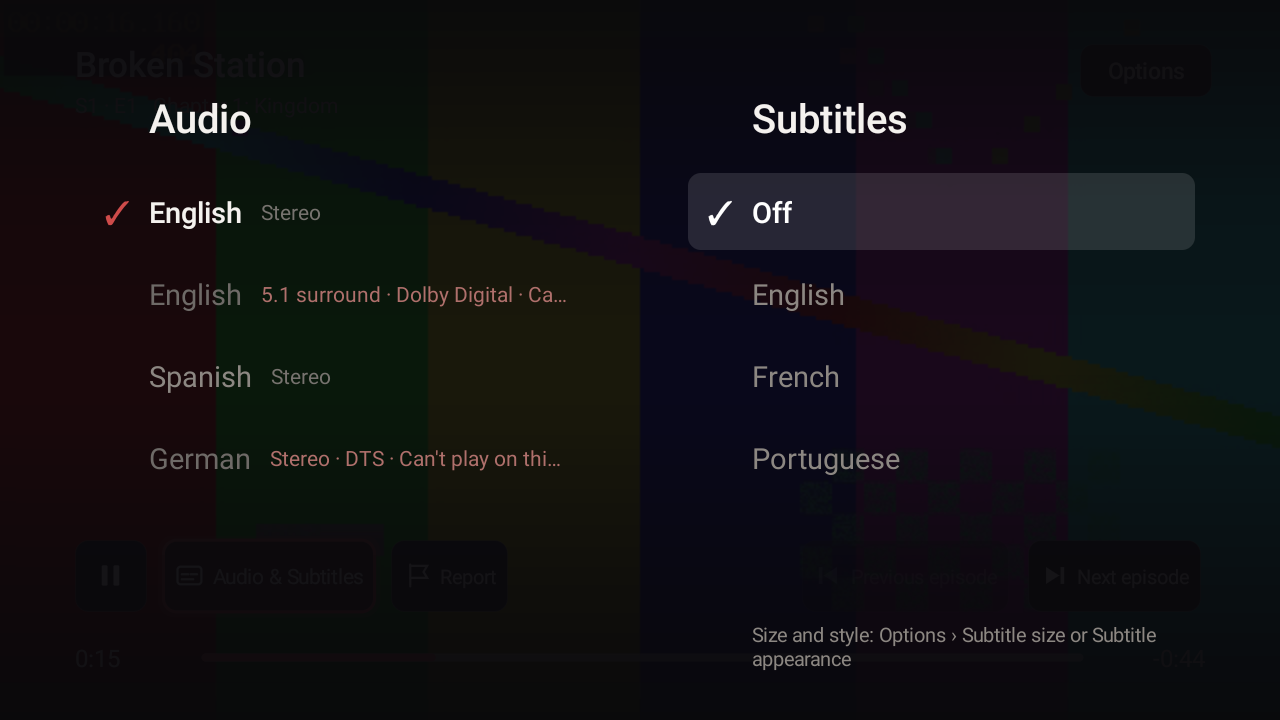 Broken Station
Options
Kingdom
Audio
Subtitles
✓ English Stereo
✓ Off
English 5.1 surround · Dolby Digital · Ca...
English
Spanish Stereo
French
German Stereo · DTS · Can't play on thi...
Portuguese
Audio & Subtitles
Report
Previous episode
Next episode
Size and style: Options › Subtitle size or Subtitle
appearance
0:15
-0:44